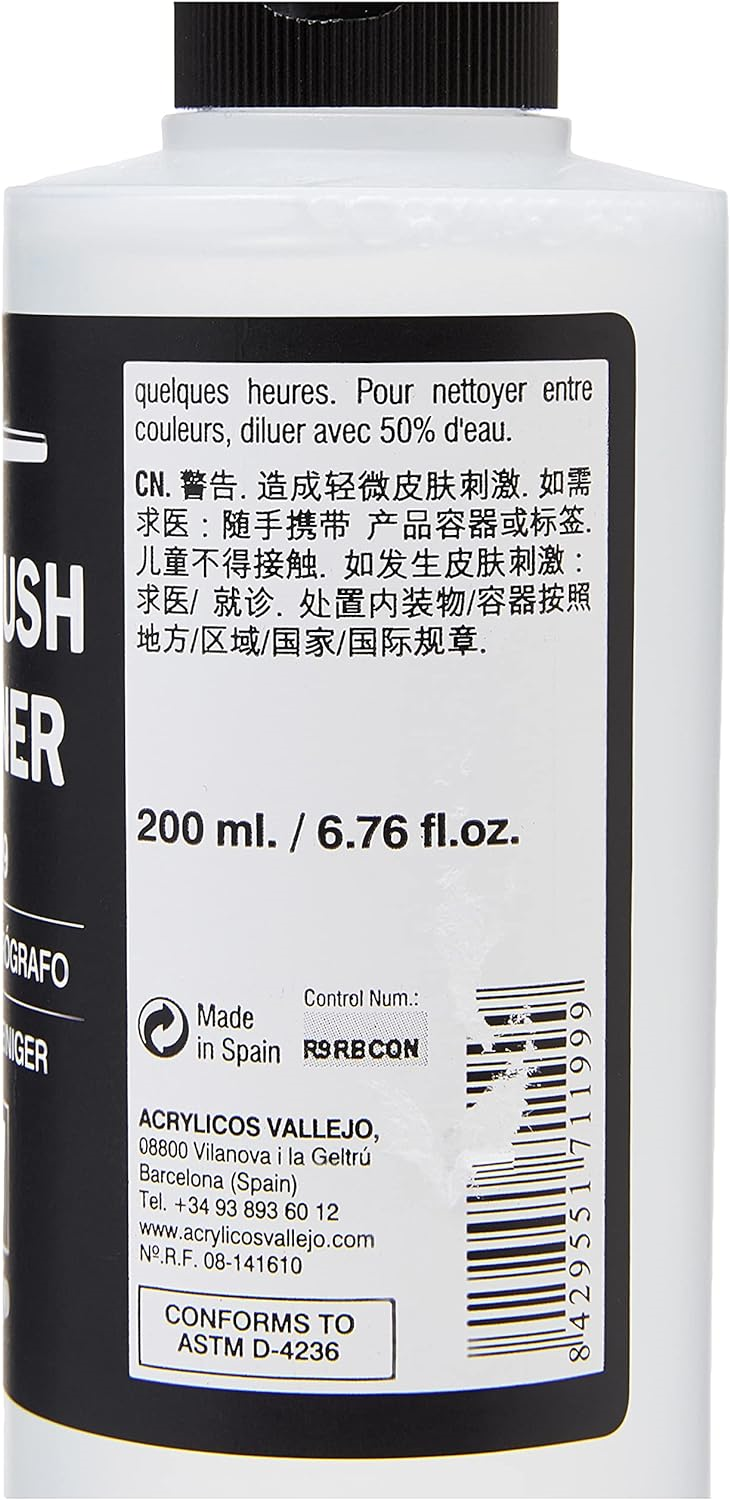 quelques heures. Pour nettoyer entre
couleurs, diluer avec 50% d'eau.
CN. 警告. 造成轻微皮肤刺激. 如需
求医 : 随手携带 产品容器或标签.
儿童不得接触. 如发生皮肤刺激 :
求医/ 就诊. 处置内装物/容器按照
地方/区域/国家/国际规章.
USH
NER
9
200 ml. / 6.76 fl.oz.
ÓGRAFO
NIGER
Made
in Spain
Control Num.:
R9RBCQN
ACRYLICOS VALLEJO,
08800 Vilanova i la Geltrú
Barcelona (Spain)
Tel. +34 93 893 60 12
www.acrylicosvallejo.com
Nº.R.F. 08-141610
CONFORMS TO
ASTM D-4236
8429551711999